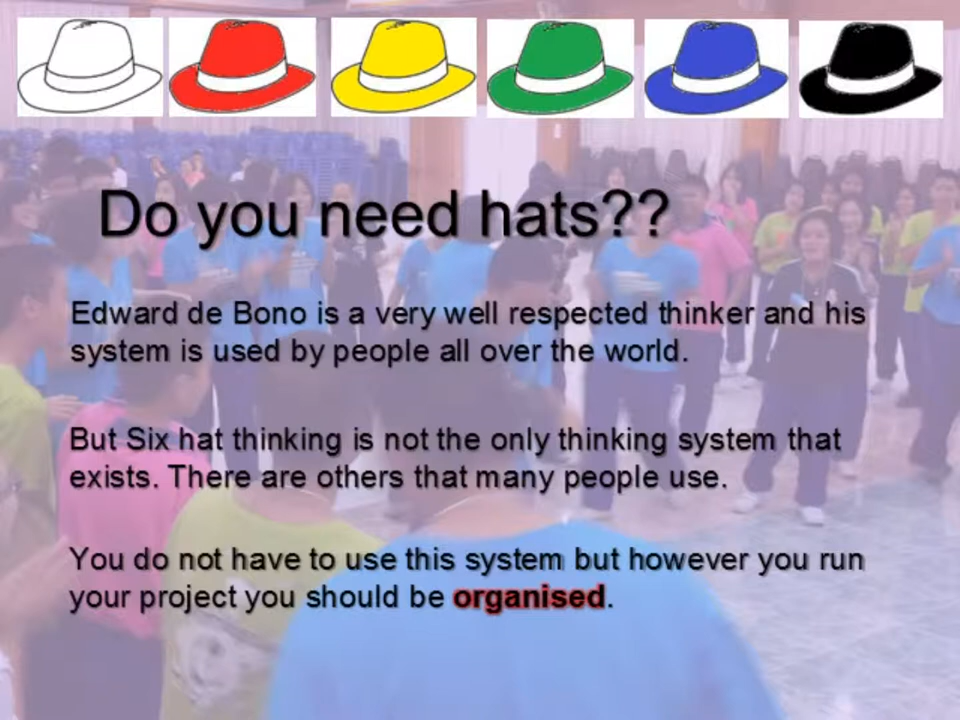 Do you need hats??
Edward de Bono is a very well respected thinker and his
system is used by people all over the world.
But Six hat thinking is not the only thinking system that
exists. There are others that many people use.
You do not have to use this system but however you run
your project you should be organised.